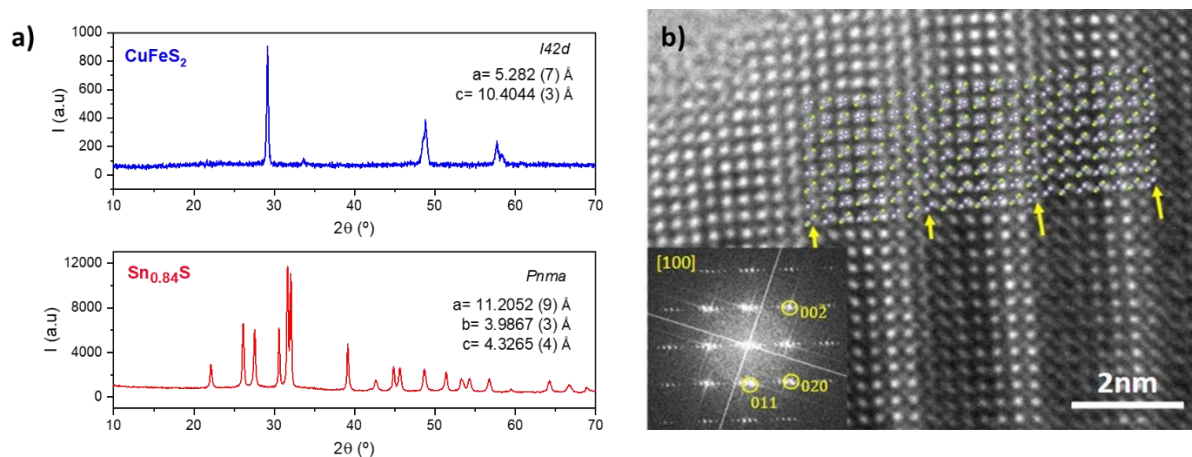 a)
1000
800
600
400
200
0
I (a.u)
CuFeS2
I42d
a= 5.282 (7) Å
c= 10.4044 (3) Å
10 20 30 40 50 60 70
2θ (º)
12000
8000
4000
0
I (a.u)
Sn0.84S
Pnma
a= 11.2052 (9) Å
b= 3.9867 (3) Å
c= 4.3265 (4) Å
10 20 30 40 50 60 70
2θ (º)
b)
[100]
002̄
020
011
2nm